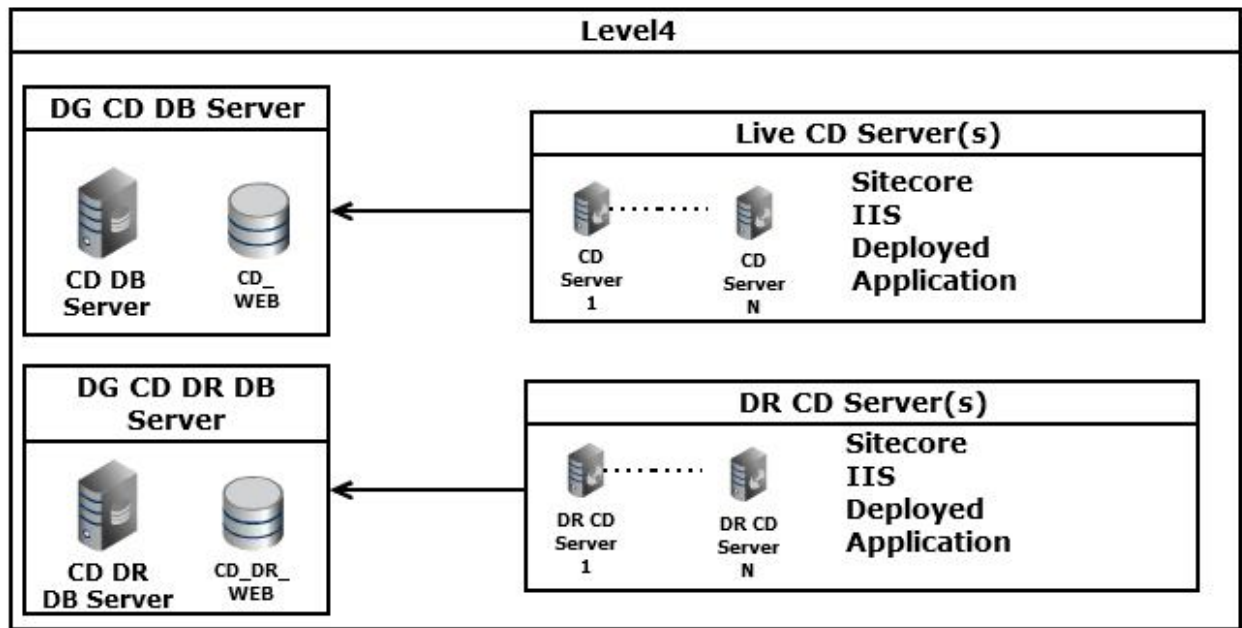 Level4
DG CD DB Server
CD DB
Server
CD_
WEB
Live CD Server(s)
CD
Server
1
CD
Server
N
Sitecore
IIS
Deployed
Application
DG CD DR DB
Server
CD DR
DB Server
CD_DR_
WEB
DR CD Server(s)
DR CD
Server
1
DR CD
Server
N
Sitecore
IIS
Deployed
Application